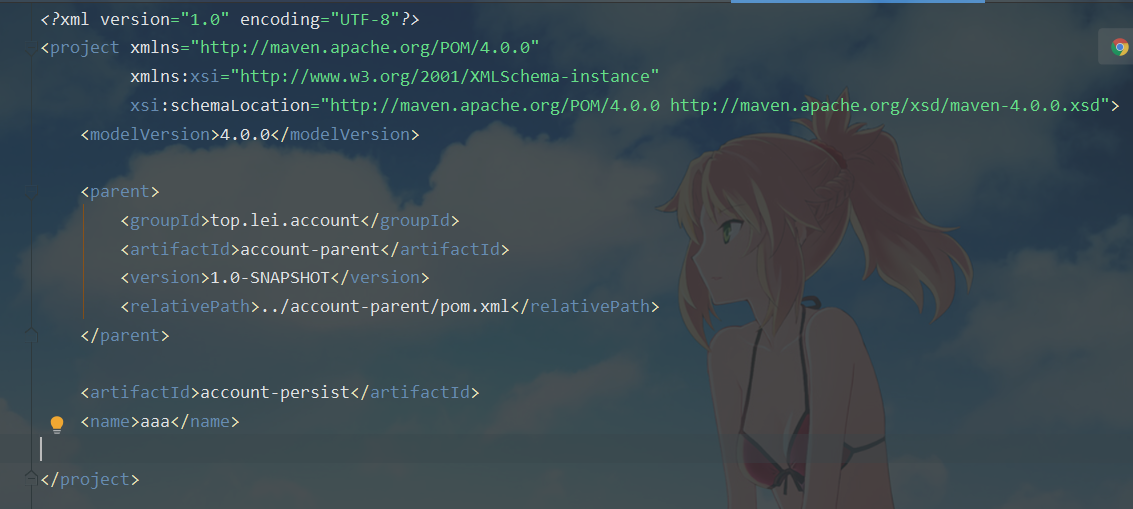 <?xml version="1.0" encoding="UTF-8"?>
<project xmlns="http://maven.apache.org/POM/4.0.0"
         xmlns:xsi="http://www.w3.org/2001/XMLSchema-instance"
         xsi:schemaLocation="http://maven.apache.org/POM/4.0.0 http://maven.apache.org/xsd/maven-4.0.0.xsd">
    <modelVersion>4.0.0</modelVersion>
    <parent>
        <groupId>top.lei.account</groupId>
        <artifactId>account-parent</artifactId>
        <version>1.0-SNAPSHOT</version>
        <relativePath>../account-parent/pom.xml</relativePath>
    </parent>
    <artifactId>account-persist</artifactId>
    <name>aaa</name>
</project>